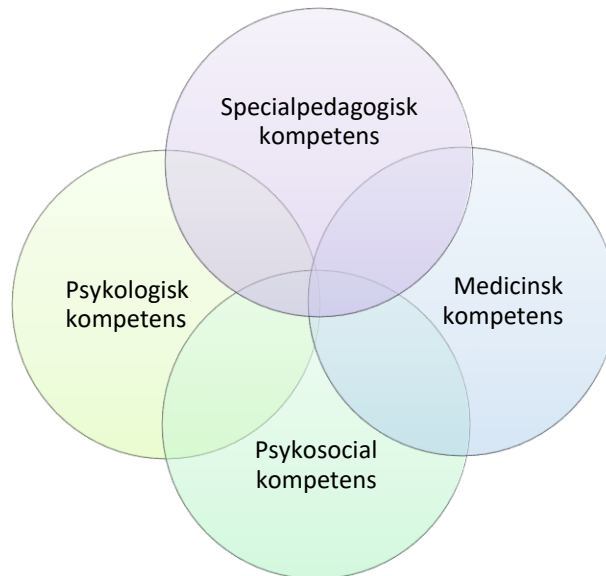 Specialpedagogisk
kompetens
Psykologisk
kompetens
Medicinsk
kompetens
Psykosocial
kompetens